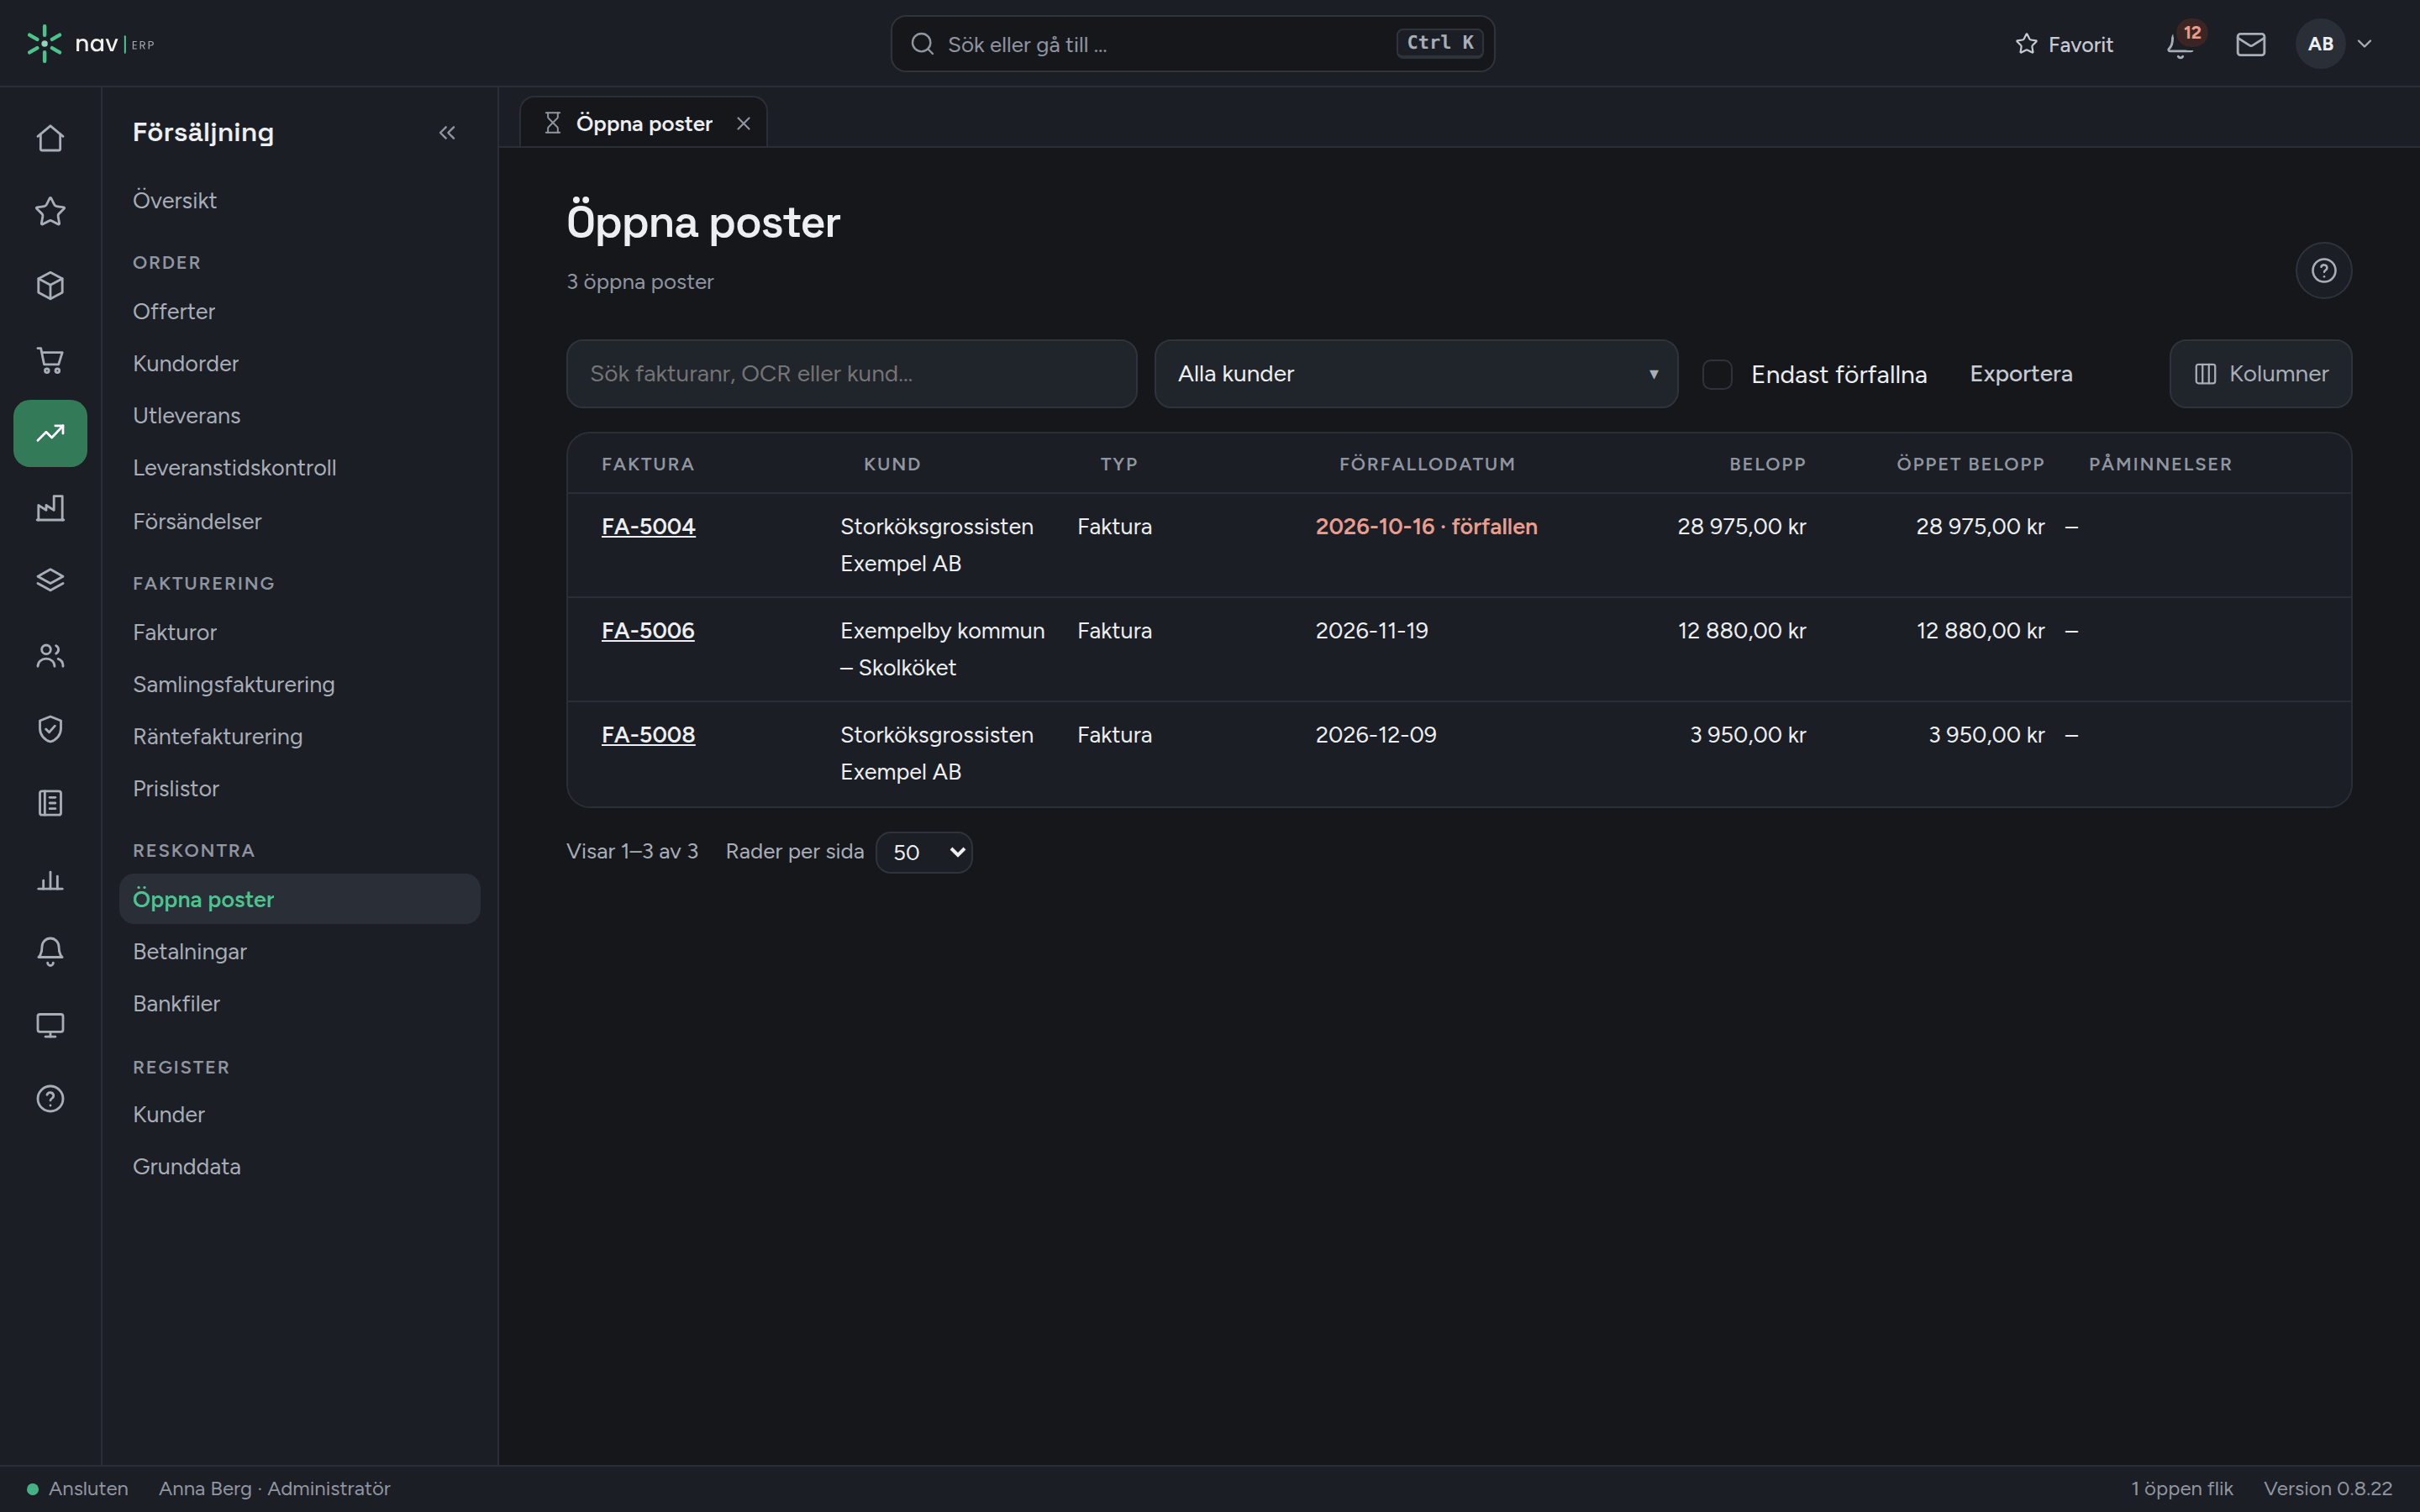 nav ERP
Sök eller gå till ...
Ctrl K
Favorit
12
AB
Försäljning
Översikt
ORDER
Offerter
Kundorder
Utleverans
Leveranstidskontroll
Försändelser
FAKTURERING
Fakturor
Samlingsfakturering
Räntefakturering
Prislistor
RESKONTRA
Öppna poster
Betalningar
Bankfiler
REGISTER
Kunder
Grunddata
Öppna poster
Öppna poster
3 öppna poster
Sök fakturanr, OCR eller kund...
Alla kunder
Endast förfallna
Exportera
Kolumner
FAKTURA KUND TYP FÖRFALLODATUM BELOPP ÖPPET BELOPP PÅMINNELSER
FA-5004 Storköksgrossisten Faktura 2026-10-16 · förfallen 28 975,00 kr 28 975,00 kr –
Exempel AB
FA-5006 Exempelby kommun Faktura 2026-11-19 12 880,00 kr 12 880,00 kr –
– Skolköket
FA-5008 Storköksgrossisten Faktura 2026-12-09 3 950,00 kr 3 950,00 kr –
Exempel AB
Visar 1–3 av 3 Rader per sida 50
Ansluten Anna Berg · Administratör 1 öppen flik Version 0.8.22